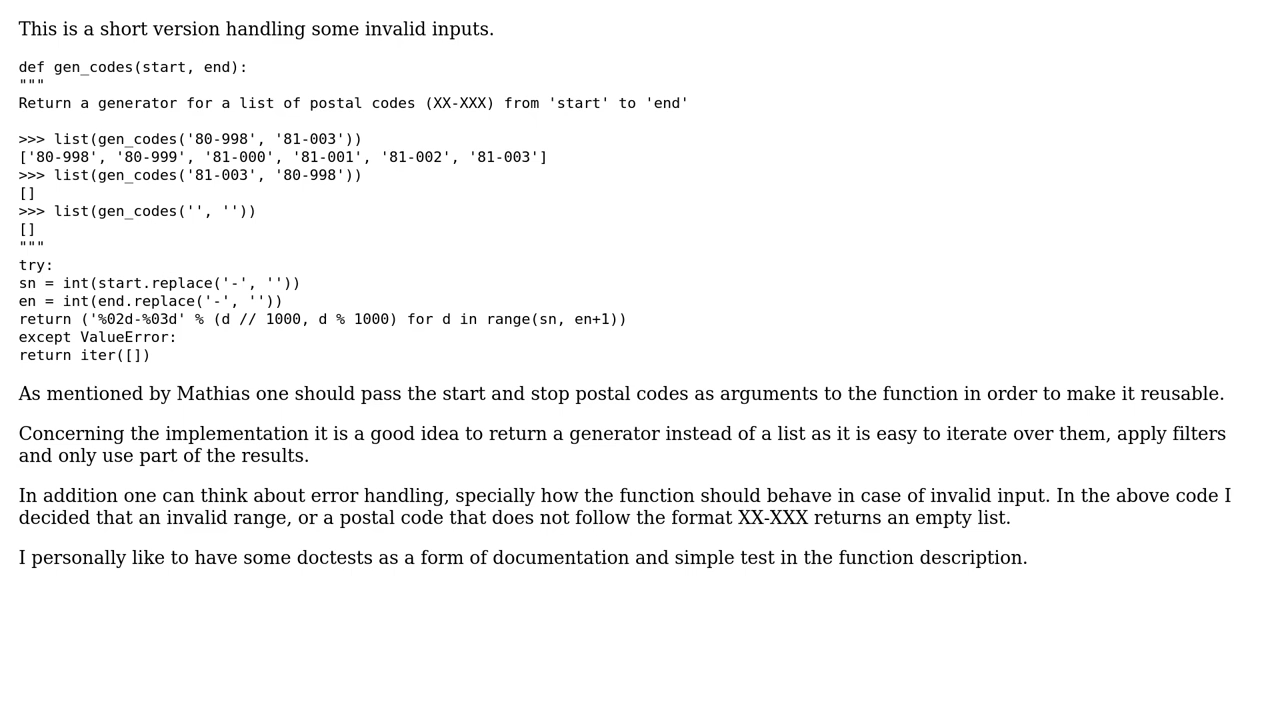 This is a short version handling some invalid inputs.
def gen_codes(start, end):
"""
Return a generator for a list of postal codes (XX-XXX) from 'start' to 'end'
>>> list(gen_codes('80-998', '81-003'))
['80-998', '80-999', '81-000', '81-001', '81-002', '81-003']
>>> list(gen_codes('81-003', '80-998'))
[]
>>> list(gen_codes('', ''))
[]
"""
try:
sn = int(start.replace('-', ''))
en = int(end.replace('-', ''))
return ('%02d-%03d' % (d // 1000, d % 1000) for d in range(sn, en+1))
except ValueError:
return iter([])
As mentioned by Mathias one should pass the start and stop postal codes as arguments to the function in order to make it reusable.
Concerning the implementation it is a good idea to return a generator instead of a list as it is easy to iterate over them, apply filters
and only use part of the results.
In addition one can think about error handling, specially how the function should behave in case of invalid input. In the above code I
decided that an invalid range, or a postal code that does not follow the format XX-XXX returns an empty list.
I personally like to have some doctests as a form of documentation and simple test in the function description.